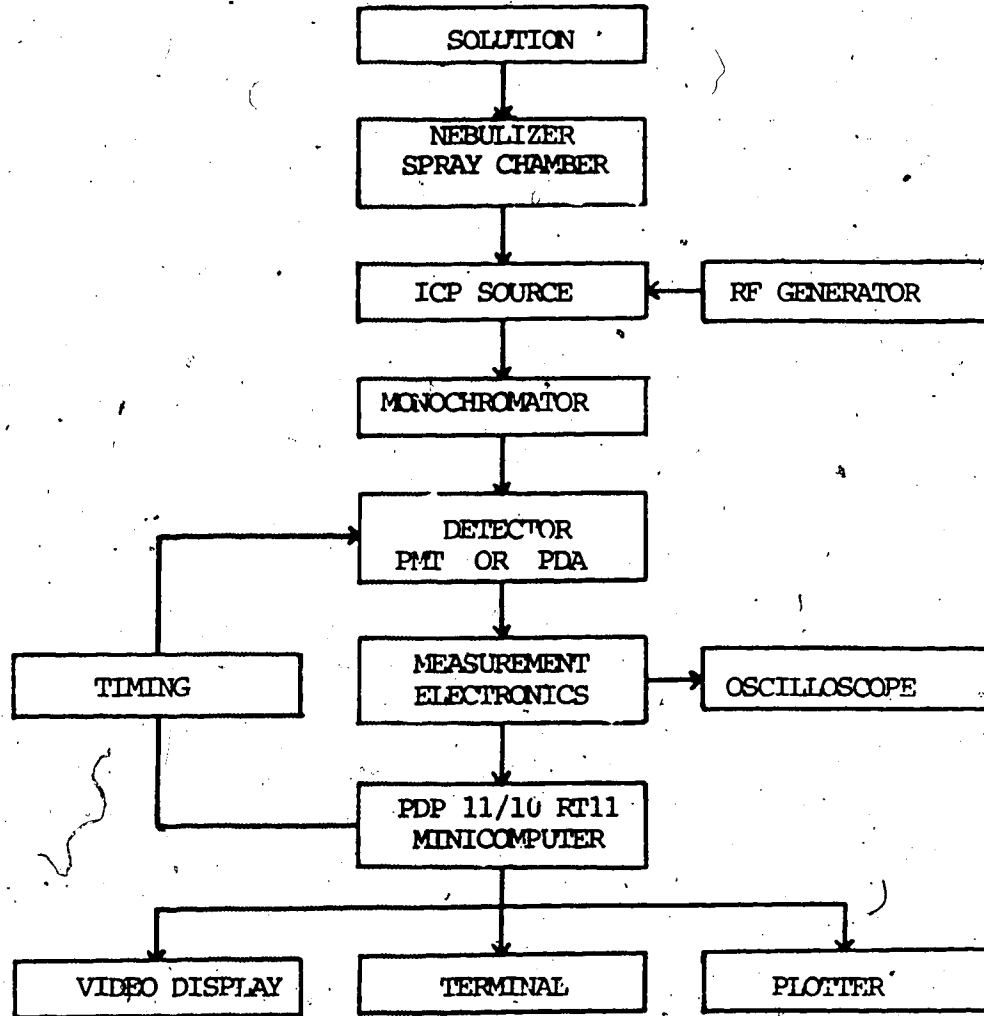 SOLUTION
NEBULIZER
SPRAY CHAMBER
ICP SOURCE
RF GENERATOR
MONOCHROMATOR
DETECTOR
PMT OR PDA
TIMING
MEASUREMENT
ELECTRONICS
OSCILLOSCOPE
PDP 11/10 RT11
MINICOMPUTER
VIDEO DISPLAY
TERMINAL
PLOTTER